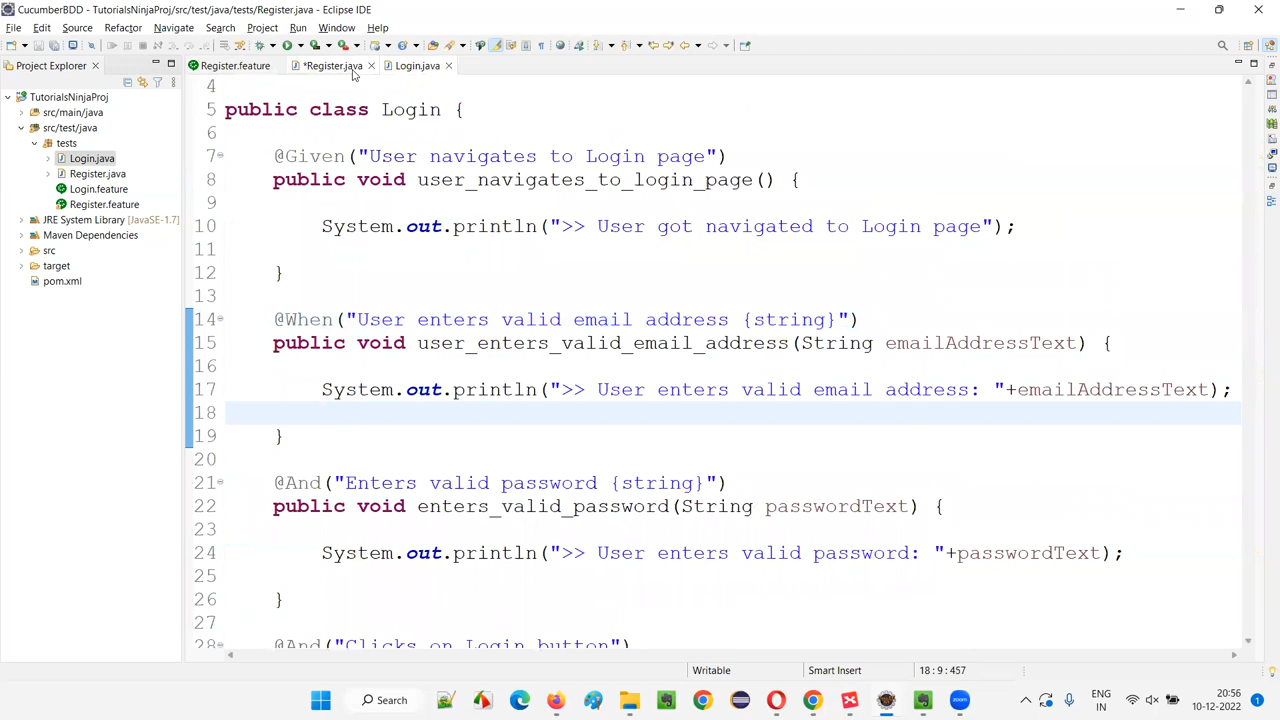 CucumberBDD - TutorialsNinjaProj/src/test/java/tests/Register.java - Eclipse IDE
File Edit Source Refactor Navigate Search Project Run Window Help
Project Explorer
Register.feature *Register.java Login.java
TutorialsNinjaProj
src/main/java
src/test/java
tests
Login.java
Register.java
Login.feature
Register.feature
JRE System Library [JavaSE-1.7]
Maven Dependencies
src
target
pom.xml
4
5 public class Login {
6
7 @Given("User navigates to Login page")
8 public void user_navigates_to_login_page() {
9
10 System.out.println(">> User got navigated to Login page");
11
12 }
13
14 @When("User enters valid email address {string}")
15 public void user_enters_valid_email_address(String emailAddressText) {
16
17 System.out.println(">> User enters valid email address: "+emailAddressText);
18
19 }
20
21 @And("Enters valid password {string}")
22 public void enters_valid_password(String passwordText) {
23
24 System.out.println(">> User enters valid password: "+passwordText);
25
26 }
27
28 @And("Clicks on Login button")
Writable Smart Insert 18 : 9 : 457
Search
ENG
IN
20:56
10-12-2022
1